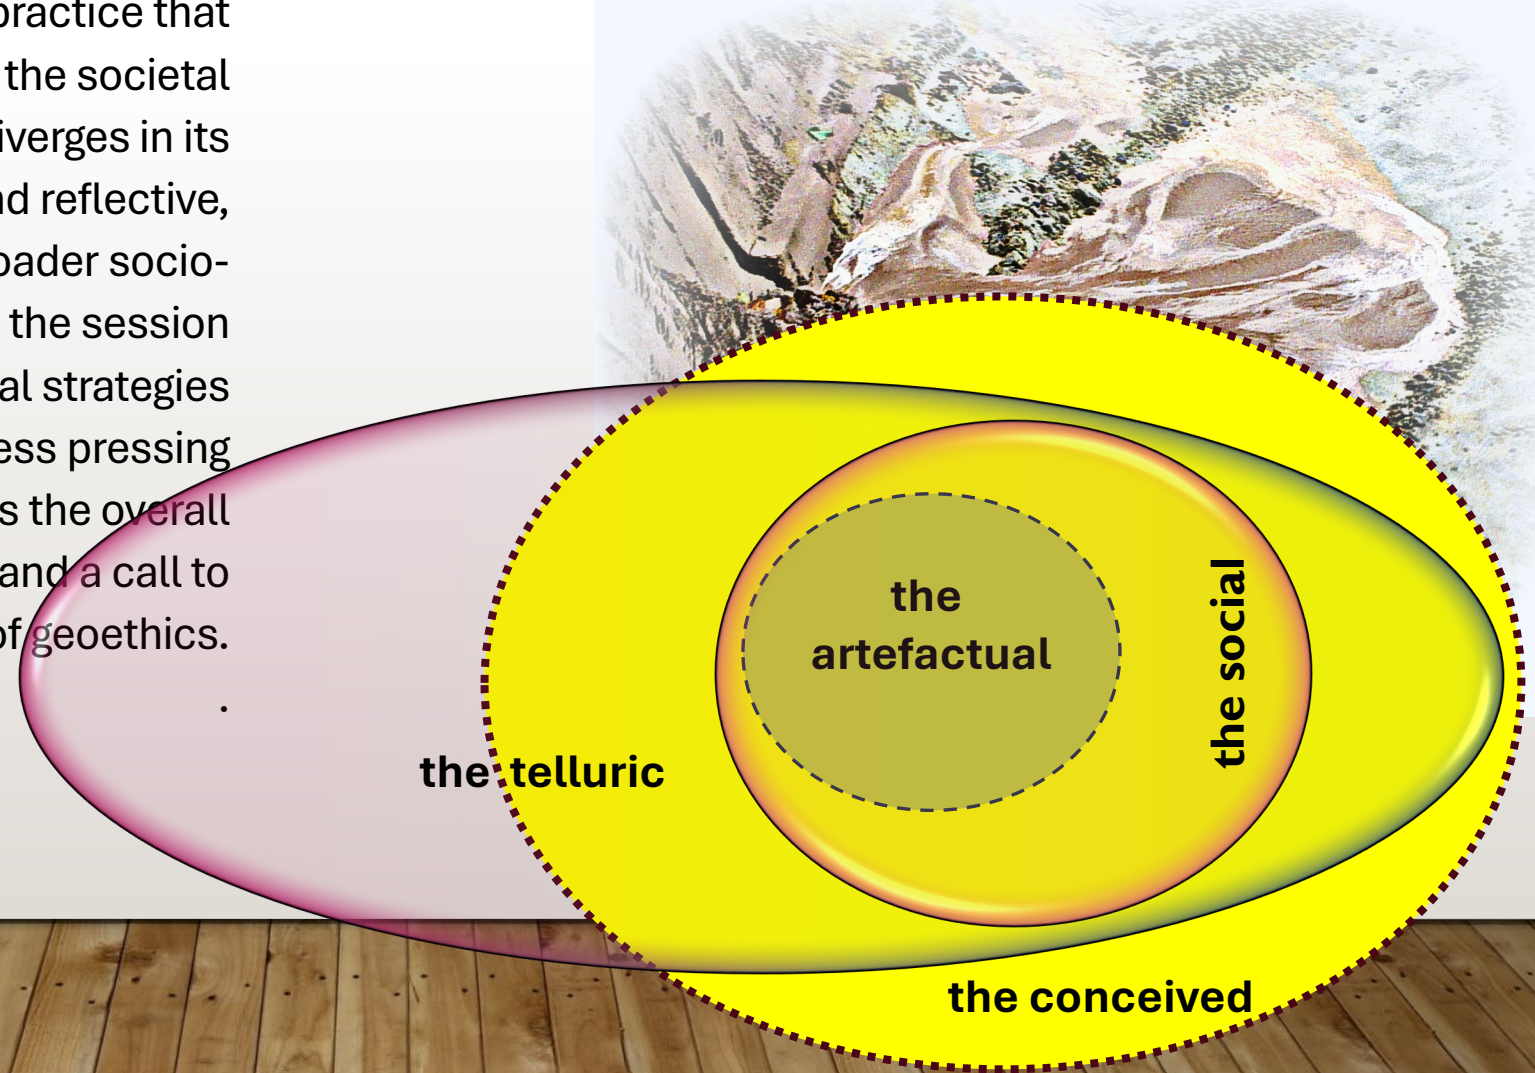 practice that
the societal
iverges in its
nd reflective,
oader socio-
the session
al strategies
ess pressing
s the overall
and a call to
of geoethics.
.
the
artefactual
the social
the telluric
the conceived